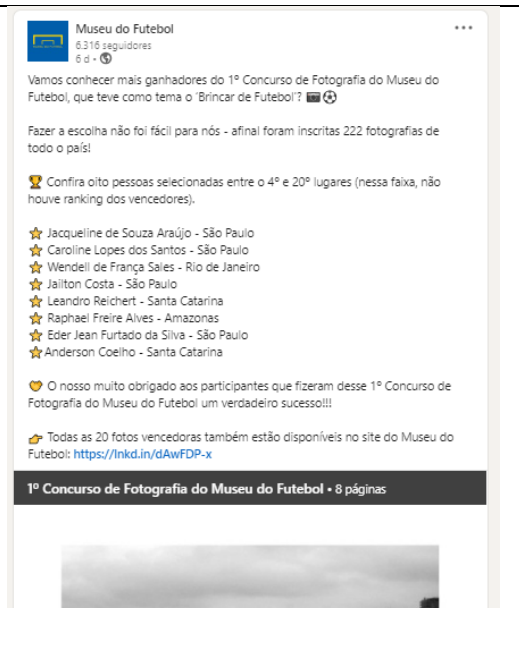 Museu do Futebol
6.316 seguidores
6 d •
Vamos conhecer mais ganhadores do 1º Concurso de Fotografia do Museu do
Futebol, que teve como tema o 'Brincar de Futebol'? 📷 ⚽
Fazer a escolha não foi fácil para nós - afinal foram inscritas 222 fotografias de
todo o país!
🏆 Confira oito pessoas selecionadas entre o 4º e 20º lugares (nessa faixa, não
houve ranking dos vencedores).
⭐ Jacqueline de Souza Araújo - São Paulo
⭐ Caroline Lopes dos Santos - São Paulo
⭐ Wendell de França Sales - Rio de Janeiro
⭐ Jailton Costa - São Paulo
⭐ Leandro Reichert - Santa Catarina
⭐ Raphael Freire Alves - Amazonas
⭐ Eder Jean Furtado da Silva - São Paulo
⭐Anderson Coelho - Santa Catarina
🧡 O nosso muito obrigado aos participantes que fizeram desse 1º Concurso de
Fotografia do Museu do Futebol um verdadeiro sucesso!!!
👉 Todas as 20 fotos vencedoras também estão disponíveis no site do Museu do
Futebol: https://lnkd.in/dAwFDP-x
1º Concurso de Fotografia do Museu do Futebol • 8 páginas